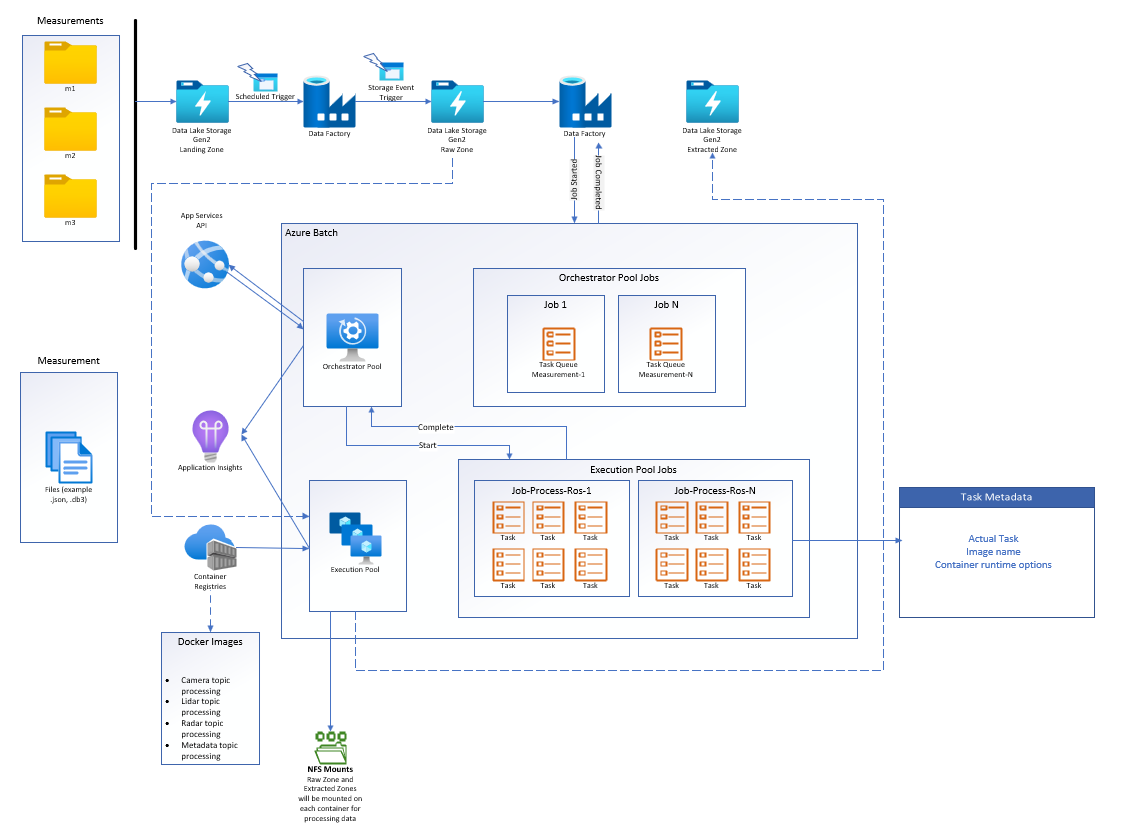 Measurements
m1
m2
m3
Data Lake Storage
Gen2
Landing Zone
Scheduled Trigger
Data Factory
Storage Event
Trigger
Data Lake Storage
Gen2
Raw Zone
Data Factory
Data Lake Storage
Gen2
Extracted Zone
Job Started
Job Completed
App Services
API
Azure Batch
Orchestrator Pool
Orchestrator Pool Jobs
Job 1
Task Queue
Measurement-1
Job N
Task Queue
Measurement-N
Measurement
Files (example
.json, .db3)
Application Insights
Complete
Start
Execution Pool Jobs
Job-Process-Ros-1
Task
Task
Task
Task
Task
Task
Job-Process-Ros-N
Task
Task
Task
Task
Task
Task
Task Metadata
Actual Task
Image name
Container runtime options
Execution Pool
Container
Registries
Docker Images
• Camera topic
processing
• Lidar topic
processing
• Radar topic
processing
• Metadata topic
processing
NFS Mounts
Raw Zone and
Extracted Zones
will be mounted on
each container for
processing data